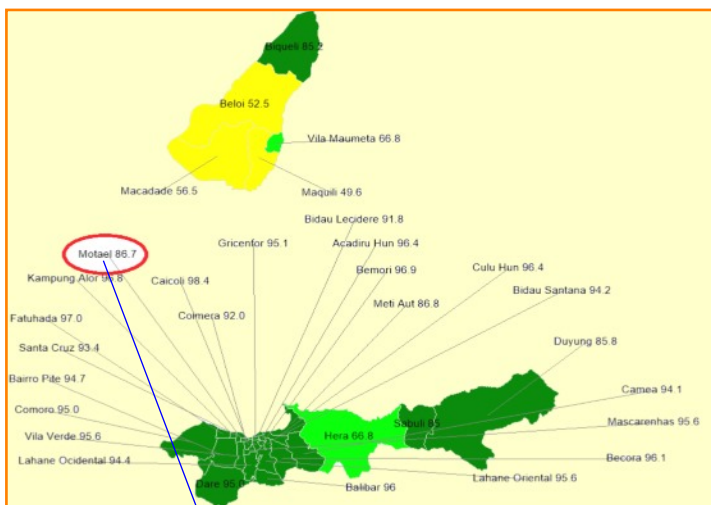 Biqueli 85.2
Beloi 52.5
Vila Maumeta 66.8
Macadade 56.5
Maquili 49.6
Bidau Lecidere 91.8
Motael 86.7
Gricenfor 95.1
Acadiru Hun 96.4
Kampung Alor 95.8
Caicoli 98.4
Bemori 96.9
Culu Hun 96.4
Meti Aut 86.8
Bidau Santana 94.2
Fatuhada 97.0
Coimera 92.0
Santa Cruz 93.4
Duyung 85.8
Bairro Pite 94.7
Camea 94.1
Comoro 95.0
Sabuli 85
Mascarenhas 95.6
Vila Verde 95.6
Hera 66.8
Lahane Ocidental 94.4
Becora 96.1
Dare 95.0
Balibar 96
Lahane Oriental 95.6